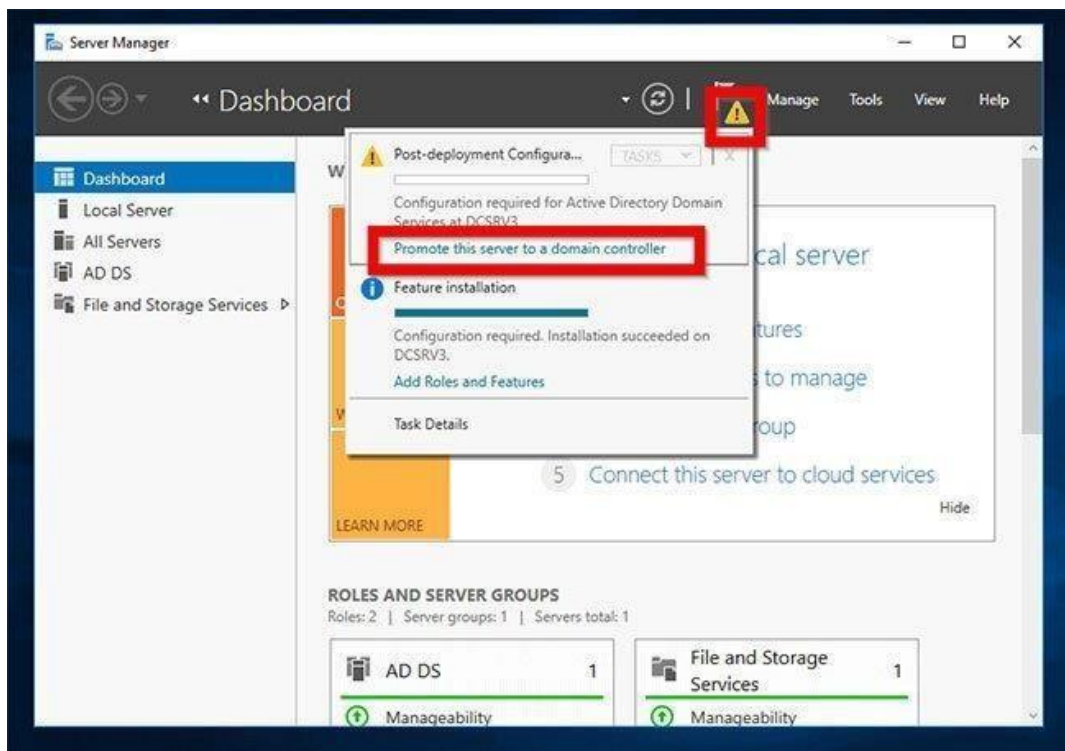 Server Manager
Dashboard
Manage Tools View Help
Dashboard
Local Server
All Servers
AD DS
File and Storage Services
W
Post-deployment Configura...
TASKS
X
Configuration required for Active Directory Domain
Services at DCSRV3
Promote this server to a domain controller
Feature installation
Configuration required. Installation succeeded on
DCSRV3.
Add Roles and Features
Task Details
cal server
tures
to manage
oup
5 Connect this server to cloud services
Hide
LEARN MORE
ROLES AND SERVER GROUPS
Roles: 2 | Server groups: 1 | Servers total: 1
AD DS 1
Manageability
File and Storage
Services 1
Manageability